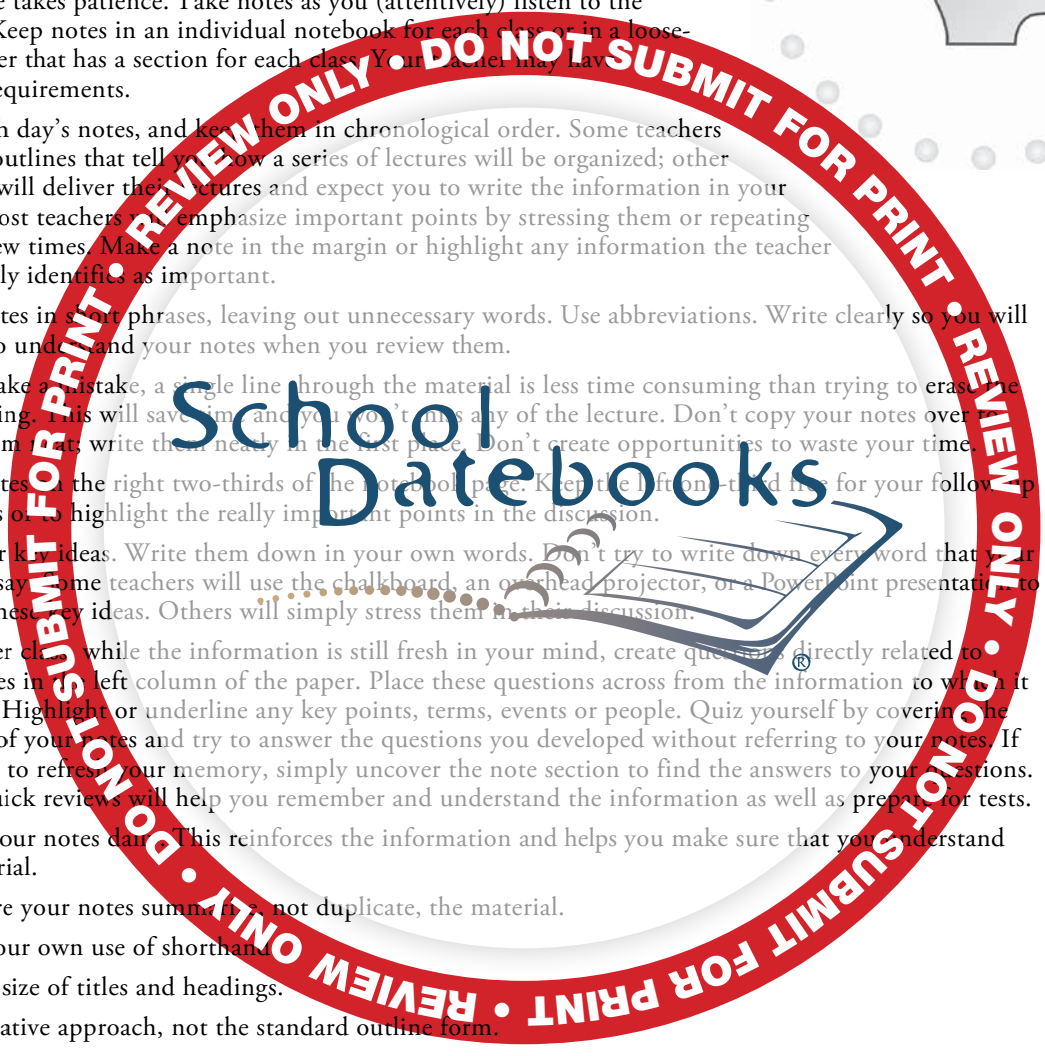 e takes patience. Take notes as you (attentively) listen to the
Keep notes in an individual notebook for each class or in a loose-
er that has a section for each class. Your teacher may have
equirements.
h day's notes, and keep them in chronological order. Some teachers
outlines that tell you how a series of lectures will be organized; other
will deliver their lectures and expect you to write the information in your
ost teachers will emphasize important points by stressing them or repeating
ew times. Make a note in the margin or highlight any information the teacher
ly identifies as important.
tes in short phrases, leaving out unnecessary words. Use abbreviations. Write clearly so you will
o understand your notes when you review them.
ake a mistake, a single line through the material is less time consuming than trying to erase the
ing. This will save time and you won't miss any of the lecture. Don't copy your notes over to
m neat; write them neatly in the first place. Don't create opportunities to waste your time.
tes on the right two-thirds of the notebook page. Keep the left one-third free for your follow-up
s or to highlight the really important points in the discussion.
r key ideas. Write them down in your own words. Don't try to write down every word that your
say. Some teachers will use the chalkboard, an overhead projector, or a PowerPoint presentation to
hese key ideas. Others will simply stress them in their discussion.
er class, while the information is still fresh in your mind, create questions directly related to
es in the left column of the paper. Place these questions across from the information to which it
Highlight or underline any key points, terms, events or people. Quiz yourself by covering the
of your notes and try to answer the questions you developed without referring to your notes. If
to refresh your memory, simply uncover the note section to find the answers to your questions.
uick reviews will help you remember and understand the information as well as prepare for tests.
our notes daily. This reinforces the information and helps you make sure that you understand
rial.
re your notes summarize, not duplicate, the material.
our own use of shorthand
size of titles and headings.
ative approach, not the standard outline form.
School
Datebooks
®
REVIEW ONLY • DO NOT SUBMIT FOR PRINT • REVIEW ONLY • DO NOT SUBMIT FOR PRINT • REVIEW ONLY • DO NOT SUBMIT FOR PRINT •